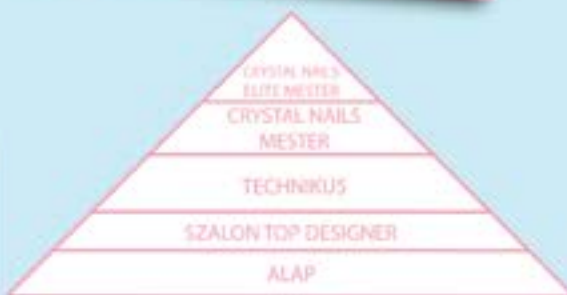 CRYSTAL NAILS
ELITE MESTER
CRYSTAL NAILS
MESTER
TECHNIKUS
SZALON TOP DESIGNER
ALAP